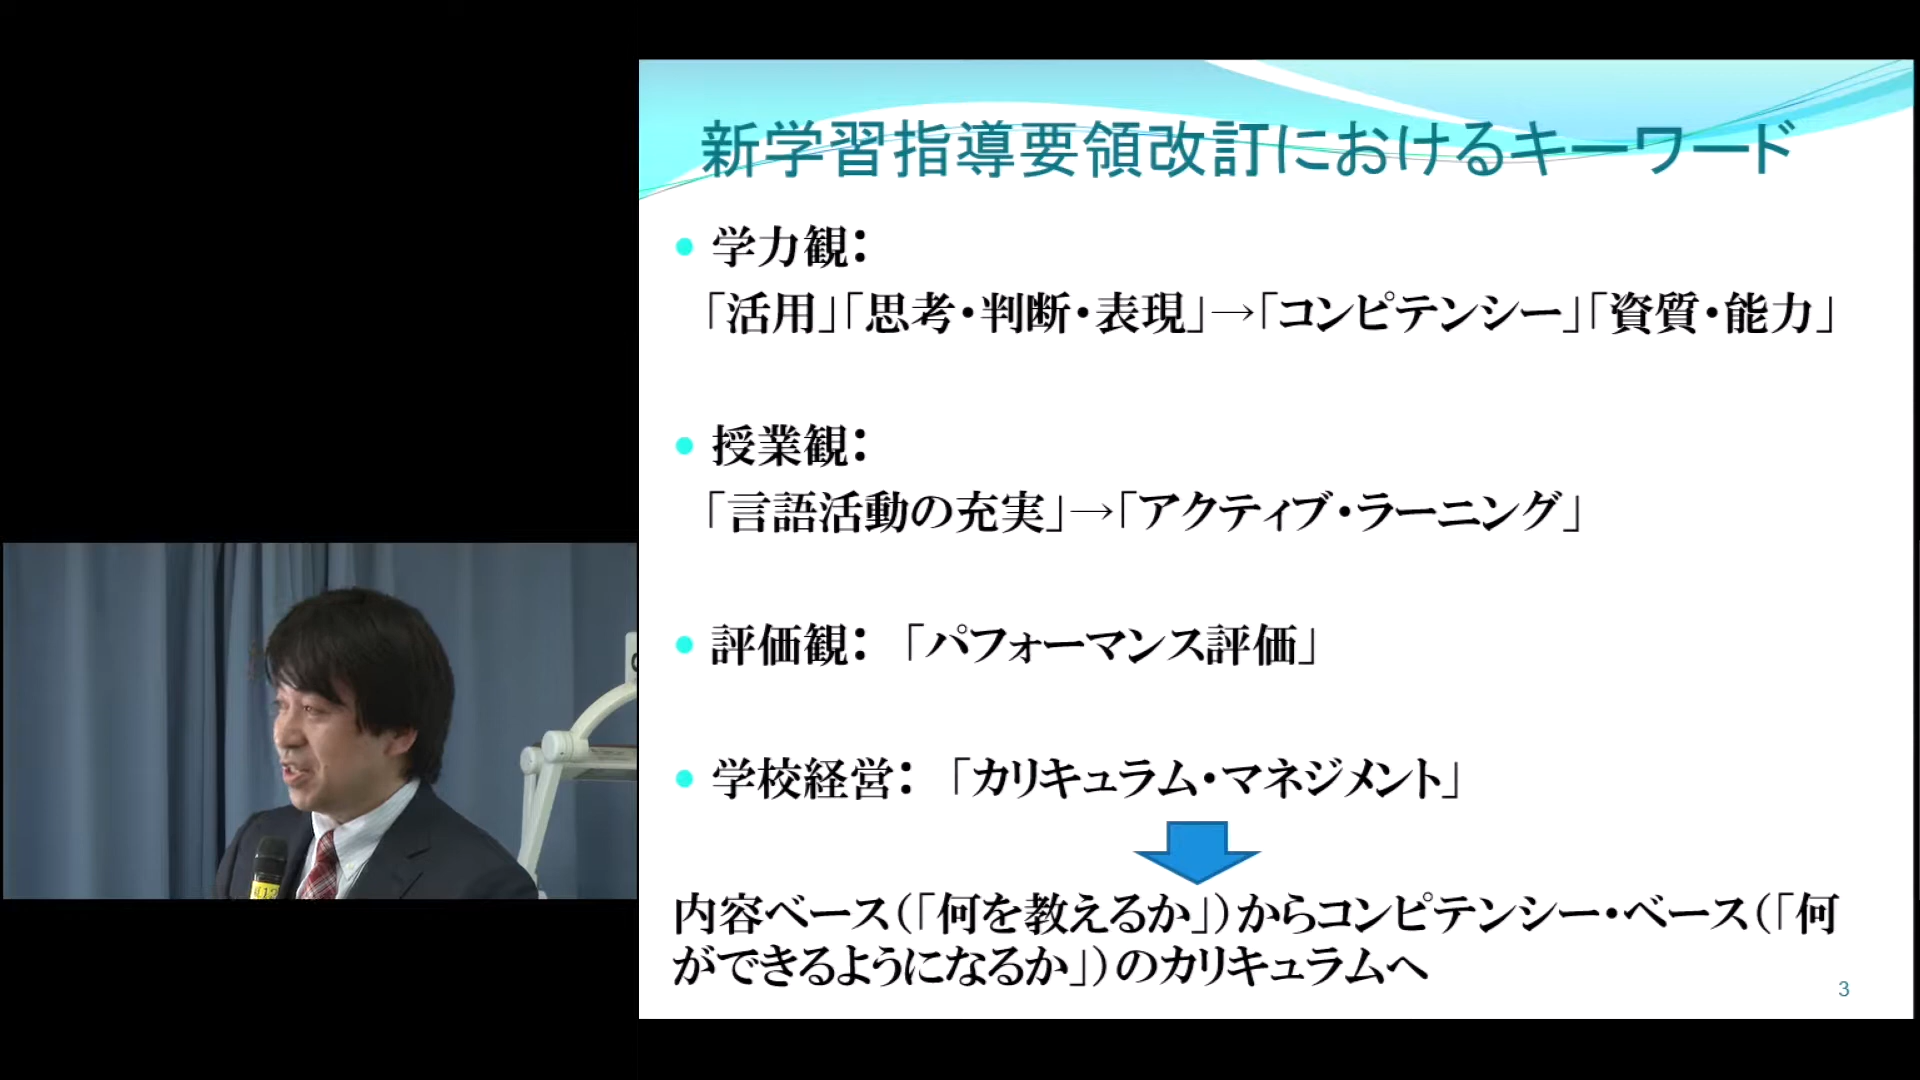 新学習指導要領改訂におけるキーワード
• 学力観：
「活用」「思考・判断・表現」→「コンピテンシー」「資質・能力」
• 授業観：
「言語活動の充実」→「アクティブ・ラーニング」
• 評価観：「パフォーマンス評価」
• 学校経営：「カリキュラム・マネジメント」
内容ベース（「何を教えるか」）からコンピテンシー・ベース（「何
ができるようになるか」）のカリキュラムへ
3